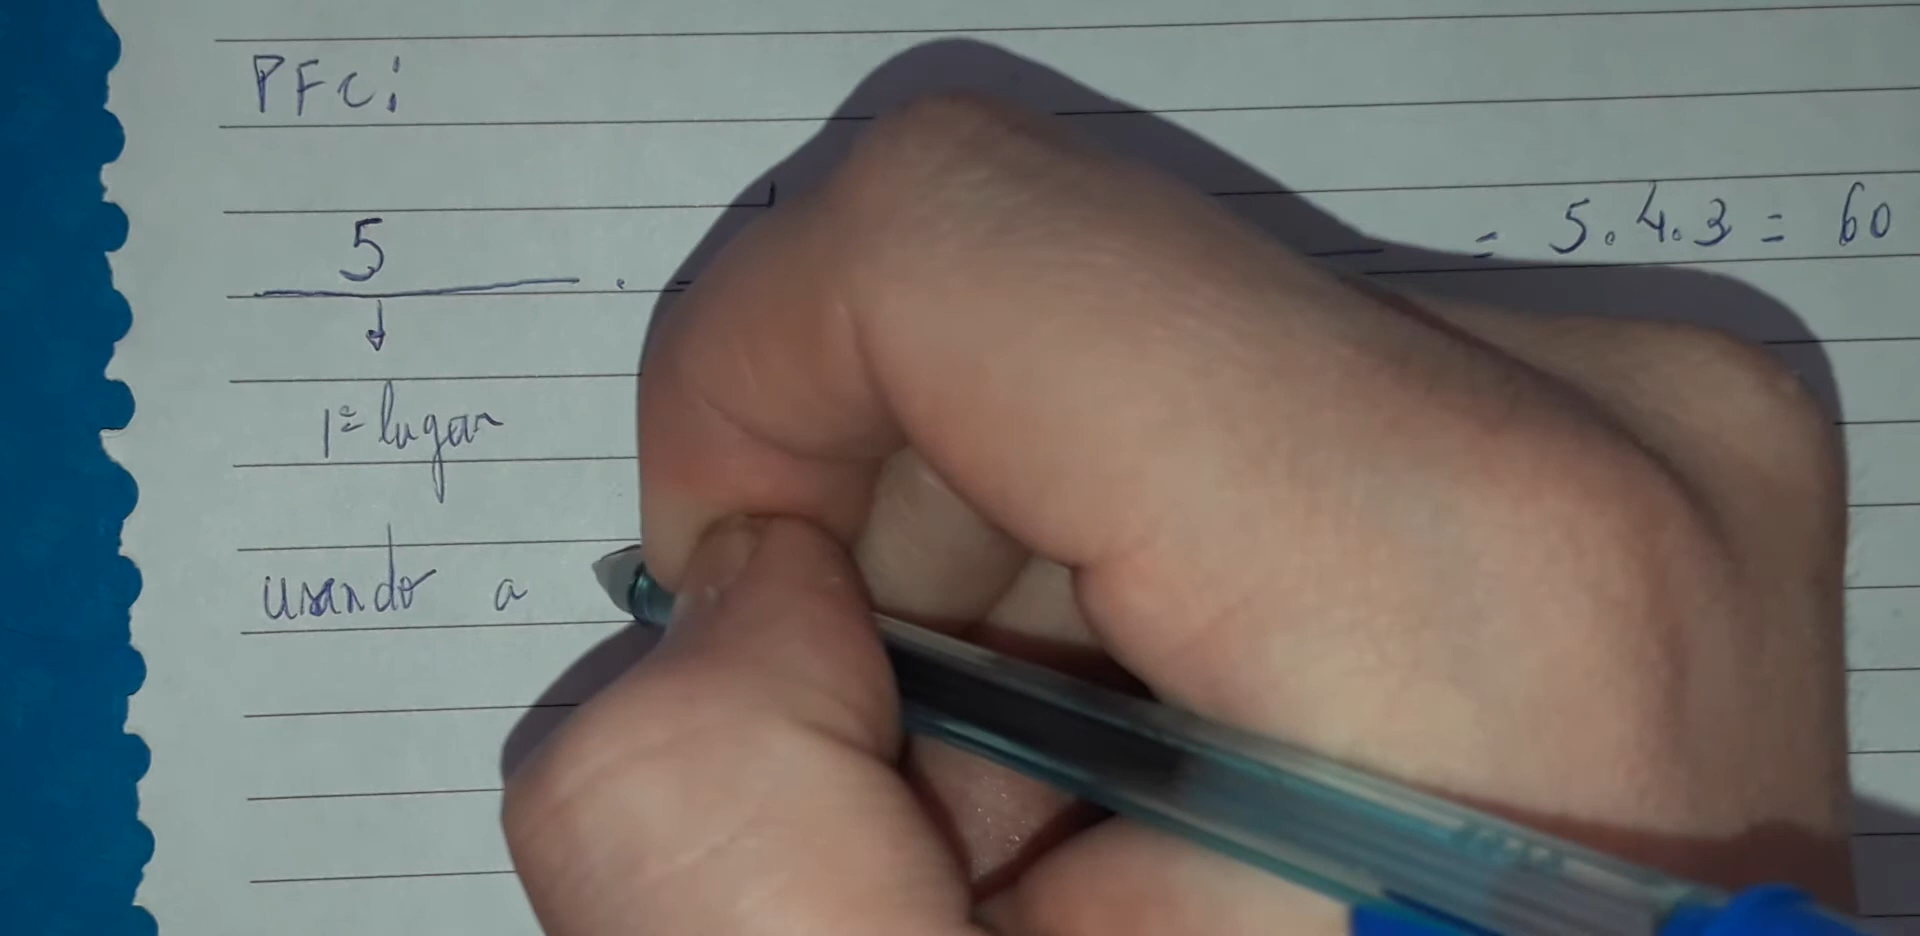 PFC:
5 . = 5.4.3 = 60
1º lugar
usando a